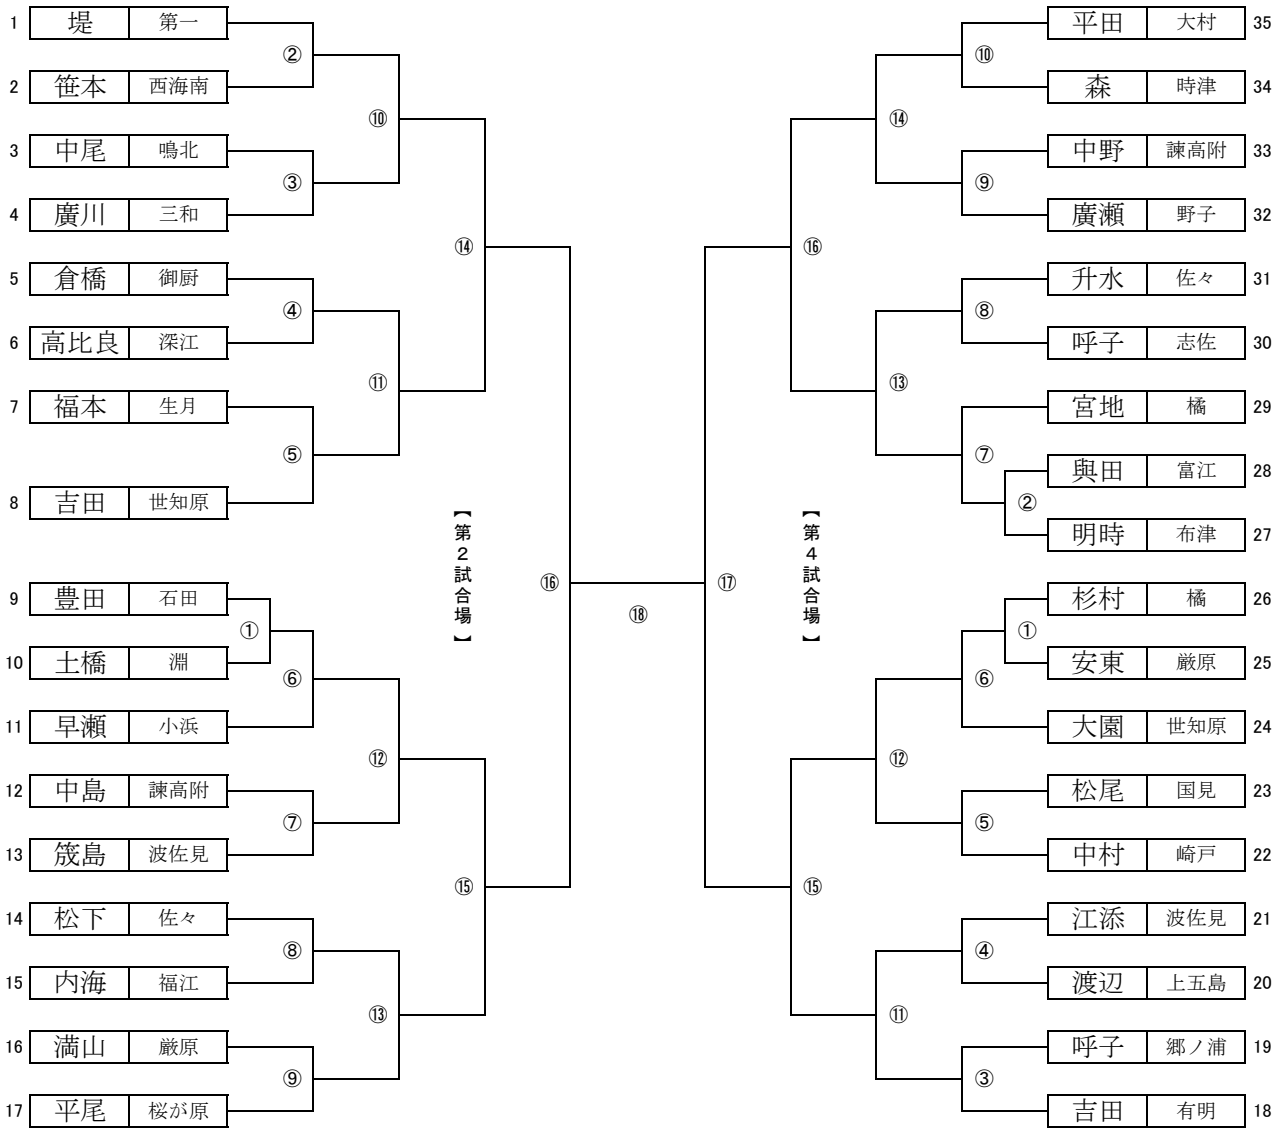 1 堤 第一
②
2 笹本 西海南
⑩
3 中尾 鳴北
③
4 廣川 三和
⑭
5 倉橋 御厨
④
6 高比良 深江
⑪
7 福本 生月
⑤
8 吉田 世知原
【第2試合場】
⑯
9 豊田 石田
①
10 土橋 淵
⑥
11 早瀬 小浜
⑫
12 中島 諫高附
⑦
13 筬島 波佐見
⑮
14 松下 佐々
⑧
15 内海 福江
⑬
16 満山 厳原
⑨
17 平尾 桜が原
⑱
平田 大村 35
⑩
森 時津 34
⑭
中野 諫高附 33
⑨
廣瀬 野子 32
⑯
升水 佐々 31
⑧
呼子 志佐 30
⑬
宮地 橘 29
⑦
與田 富江 28
②
明時 布津 27
【第4試合場】
⑰
杉村 橘 26
①
安東 厳原 25
⑥
大園 世知原 24
⑫
松尾 国見 23
⑤
中村 崎戸 22
⑮
江添 波佐見 21
④
渡辺 上五島 20
⑪
呼子 郷ノ浦 19
③
吉田 有明 18